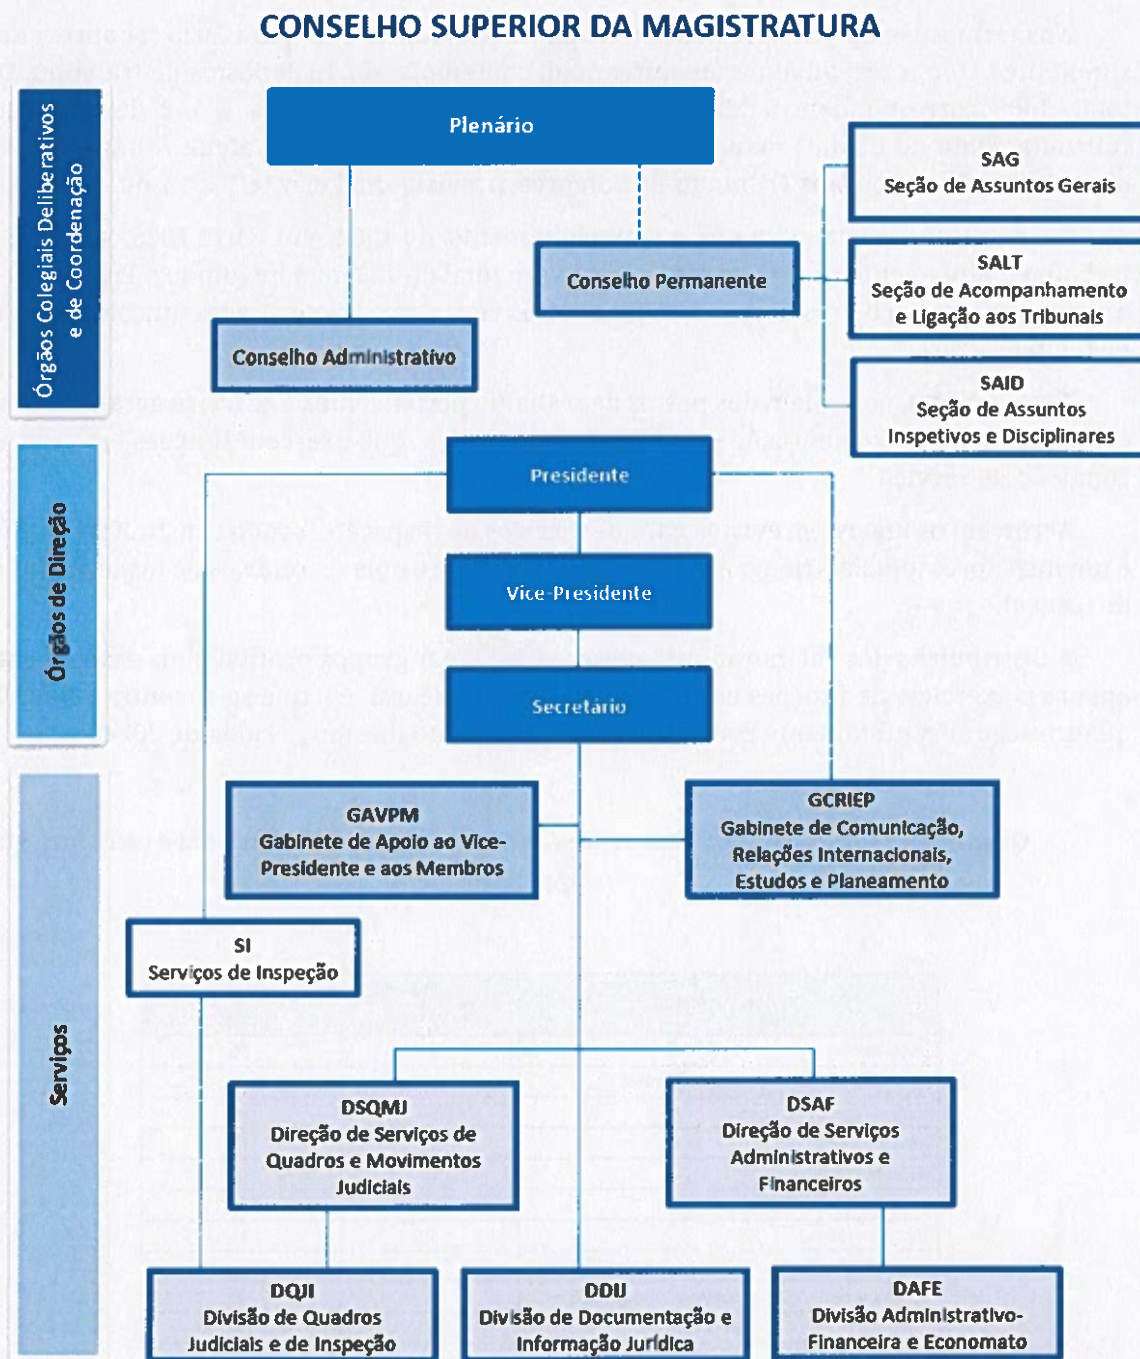 CONSELHO SUPERIOR DA MAGISTRATURA
Órgãos Colegiais Deliberativos
e de Coordenação
Plenário
SAG
Seção de Assuntos Gerais
Conselho Permanente
SALT
Seção de Acompanhamento
e Ligação aos Tribunais
Conselho Administrativo
SAID
Seção de Assuntos
Inspetivos e Disciplinares
Órgãos de Direção
Presidente
Vice-Presidente
Secretário
Serviços
GAVPM
Gabinete de Apoio ao Vice-
Presidente e aos Membros
GCRIEP
Gabinete de Comunicação,
Relações Internacionais,
Estudos e Planeamento
SI
Serviços de Inspeção
DSQMJ
Direção de Serviços de
Quadros e Movimentos
Judiciais
DSAF
Direção de Serviços
Administrativos e
Financeiros
DQJI
Divisão de Quadros
Judiciais e de Inspeção
DDIJ
Divisão de Documentação e
Informação Jurídica
DAFE
Divisão Administrativo-
Financeira e Economato